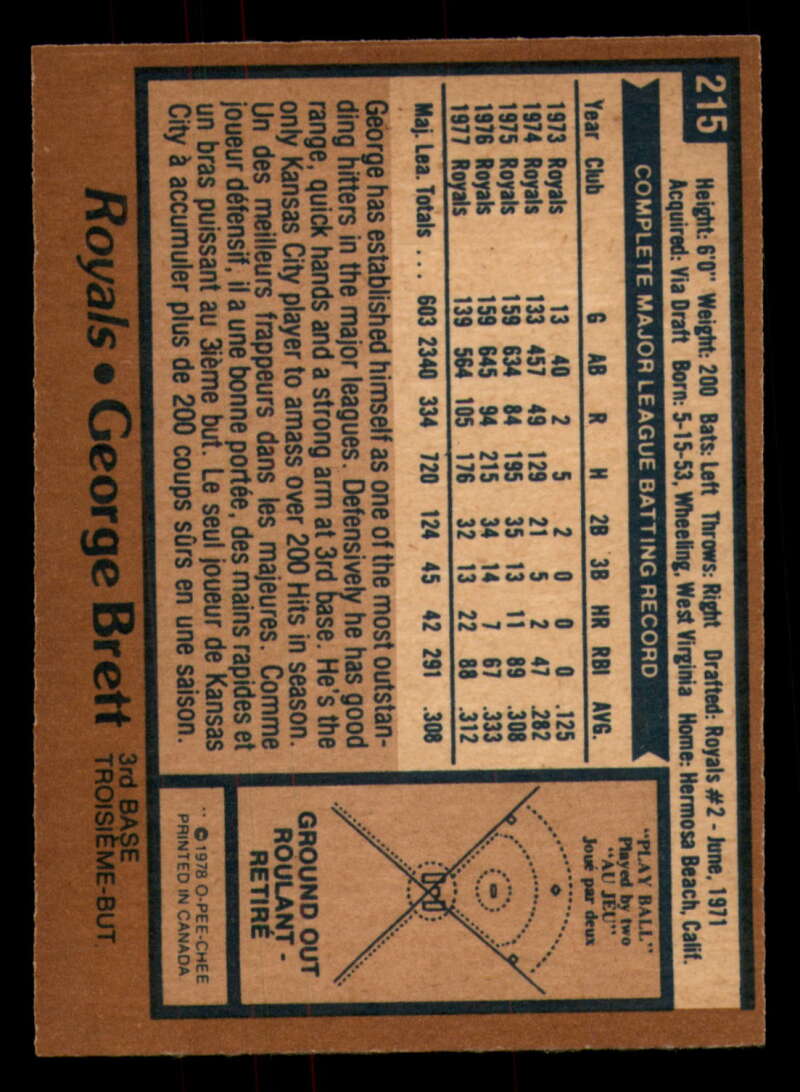 215
Height: 6'0" Weight: 200 Bats: Left Throws: Right Drafted: Royals #2 - June, 1971
Acquired: Via Draft Born: 5-15-53, Wheeling, West Virginia Home: Hermosa Beach, Calif.
COMPLETE MAJOR LEAGUE BATTING RECORD
Year Club G AB R H 2B 3B HR RBI AVG.
1973 Royals 13 40 2 5 2 0 0 0 .125
1974 Royals 133 457 49 129 21 5 2 47 .282
1975 Royals 159 634 84 195 35 13 11 89 .308
1976 Royals 159 645 94 215 34 14 7 67 .333
1977 Royals 139 564 105 176 32 13 22 88 .312
Maj. Lea. Totals ... 603 2340 334 720 124 45 42 291 .308
George has established himself as one of the most outstan-
ding hitters in the major leagues. Defensively he has good
range, quick hands and a strong arm at 3rd base. He's the
only Kansas City player to amass over 200 Hits in season.
Un des meilleurs frappeurs dans les majeures. Comme
joueur défensif, il a une bonne portée, des mains rapides et
un bras puissant au 3ième but. Le seul joueur de Kansas
City à accumuler plus de 200 coups sûrs en une saison.
"PLAY BALL"
Played by two
"AU JEU"
Joué par deux
GROUND OUT
ROULANT -
RETIRÉ
© 1978 O-PEE-CHEE
PRINTED IN CANADA
Royals • George Brett
3rd BASE
TROISIÈME-BUT